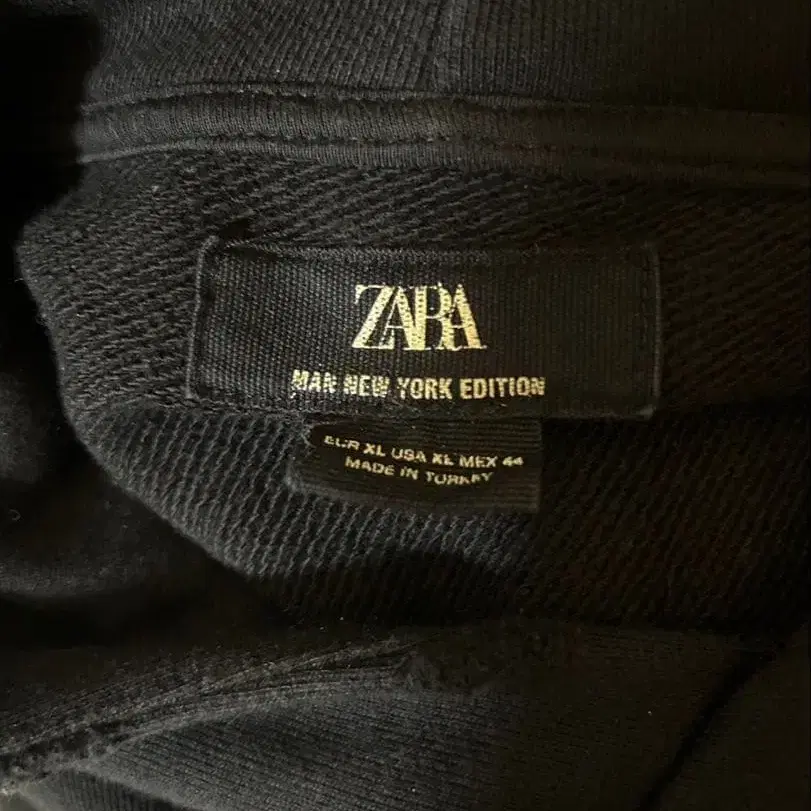 ZARA
MAN NEW YORK EDITION
EUR XL USA XL MEX 44
MADE IN TURKEY